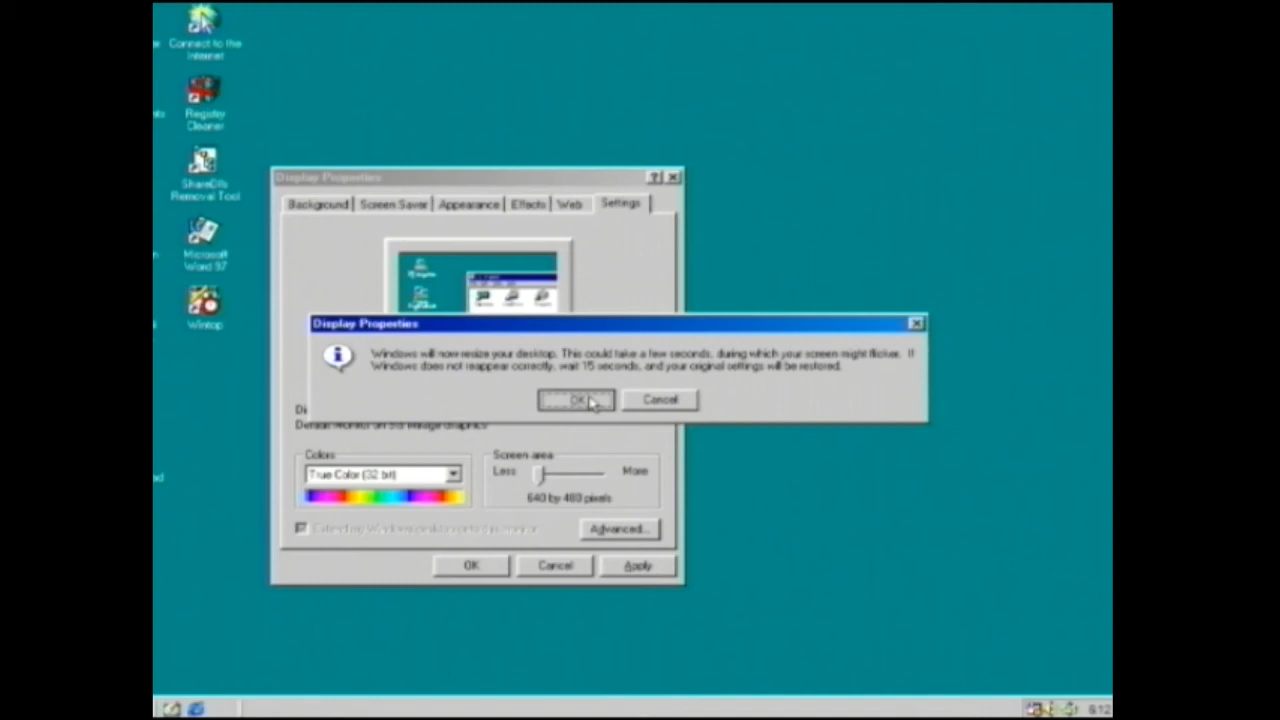 Connect to the
Internet
Registry
Cleaner
Removal Tool
Microsoft
Word 97
Wintop
Display Properties
Background
Screen Saver
Appearance
Effects
Web
Settings
Display Properties
Windows will now resize your desktop. This could take a few seconds, during which your screen might flicker. If
Windows does not reappear correctly, wait 15 seconds, and your original settings will be restored.
OK
Cancel
Colors
True Color (32 bit)
Screen area
Less
More
640 by 480 pixels
Advanced...
OK
Cancel
Apply